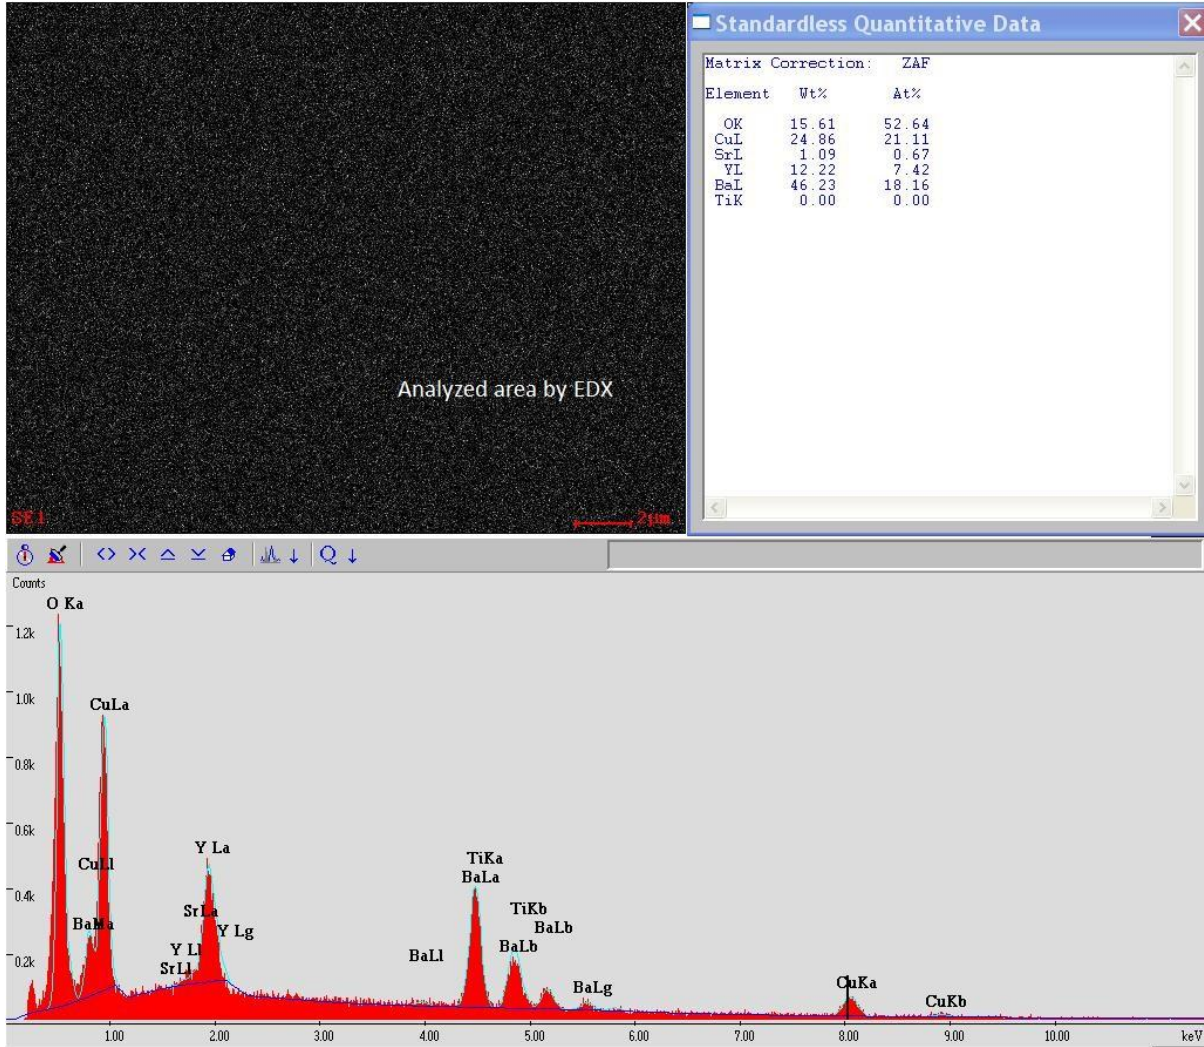 Standardless Quantitative Data
Matrix Correction: ZAF
Element Wt% At%
OK 15.61 52.64
CuL 24.86 21.11
SrL 1.09 0.67
YL 12.22 7.42
BaL 46.23 18.16
TiK 0.00 0.00
Analyzed area by EDX
SE1 2µm
Q
Counts
O Ka
1.2k
1.0k
CuLa
0.8k
0.6k
Y La
CuLl
TiKa
0.4k
BaLa
SrLa
TiKb
BaMa
Y Lg
BaLb
Y Ll
BaLl
BaLb
0.2k
SrLl
BaLg
CuKa
CuKb
1.00 2.00 3.00 4.00 5.00 6.00 7.00 8.00 9.00 10.00 keV